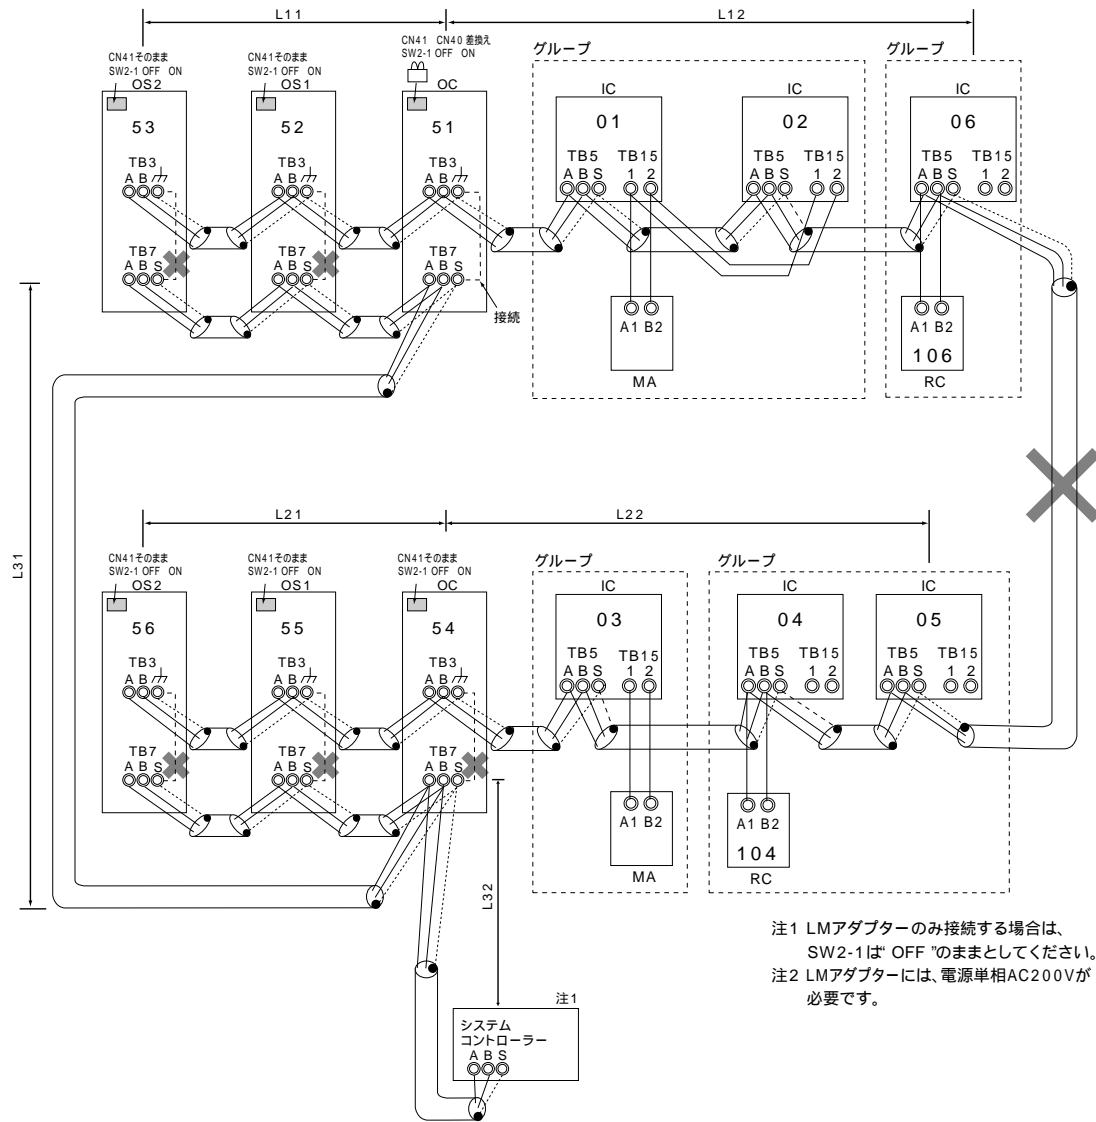 L11
L12
CN41そのまま
SW2-1 OFF ON
OS2
CN41そのまま
SW2-1 OFF ON
OS1
CN41 CN40 差換え
SW2-1 OFF ON
OC
グループ
グループ
IC
IC
IC
53
52
51
01
02
06
TB3
A B
TB3
A B
TB3
A B
TB5
A B S
TB15
1 2
TB5
A B S
TB15
1 2
TB5
A B S
TB15
1 2
TB7
A B S
TB7
A B S
TB7
A B S
接続
A1 B2
MA
A1 B2
106
RC
L31
L21
L22
CN41そのまま
SW2-1 OFF ON
OS2
CN41そのまま
SW2-1 OFF ON
OS1
CN41そのまま
SW2-1 OFF ON
OC
グループ
グループ
IC
IC
IC
56
55
54
03
04
05
TB3
A B
TB3
A B
TB3
A B
TB5
A B S
TB15
1 2
TB5
A B S
TB15
1 2
TB5
A B S
TB15
1 2
TB7
A B S
TB7
A B S
TB7
A B S
A1 B2
MA
A1 B2
104
RC
L32
注1 LMアダプターのみ接続する場合は、
SW2-1は“OFF”のままとしてください。
注2 LMアダプターには、電源単相AC200Vが
必要です。
注1
システム
コントローラー
A B S